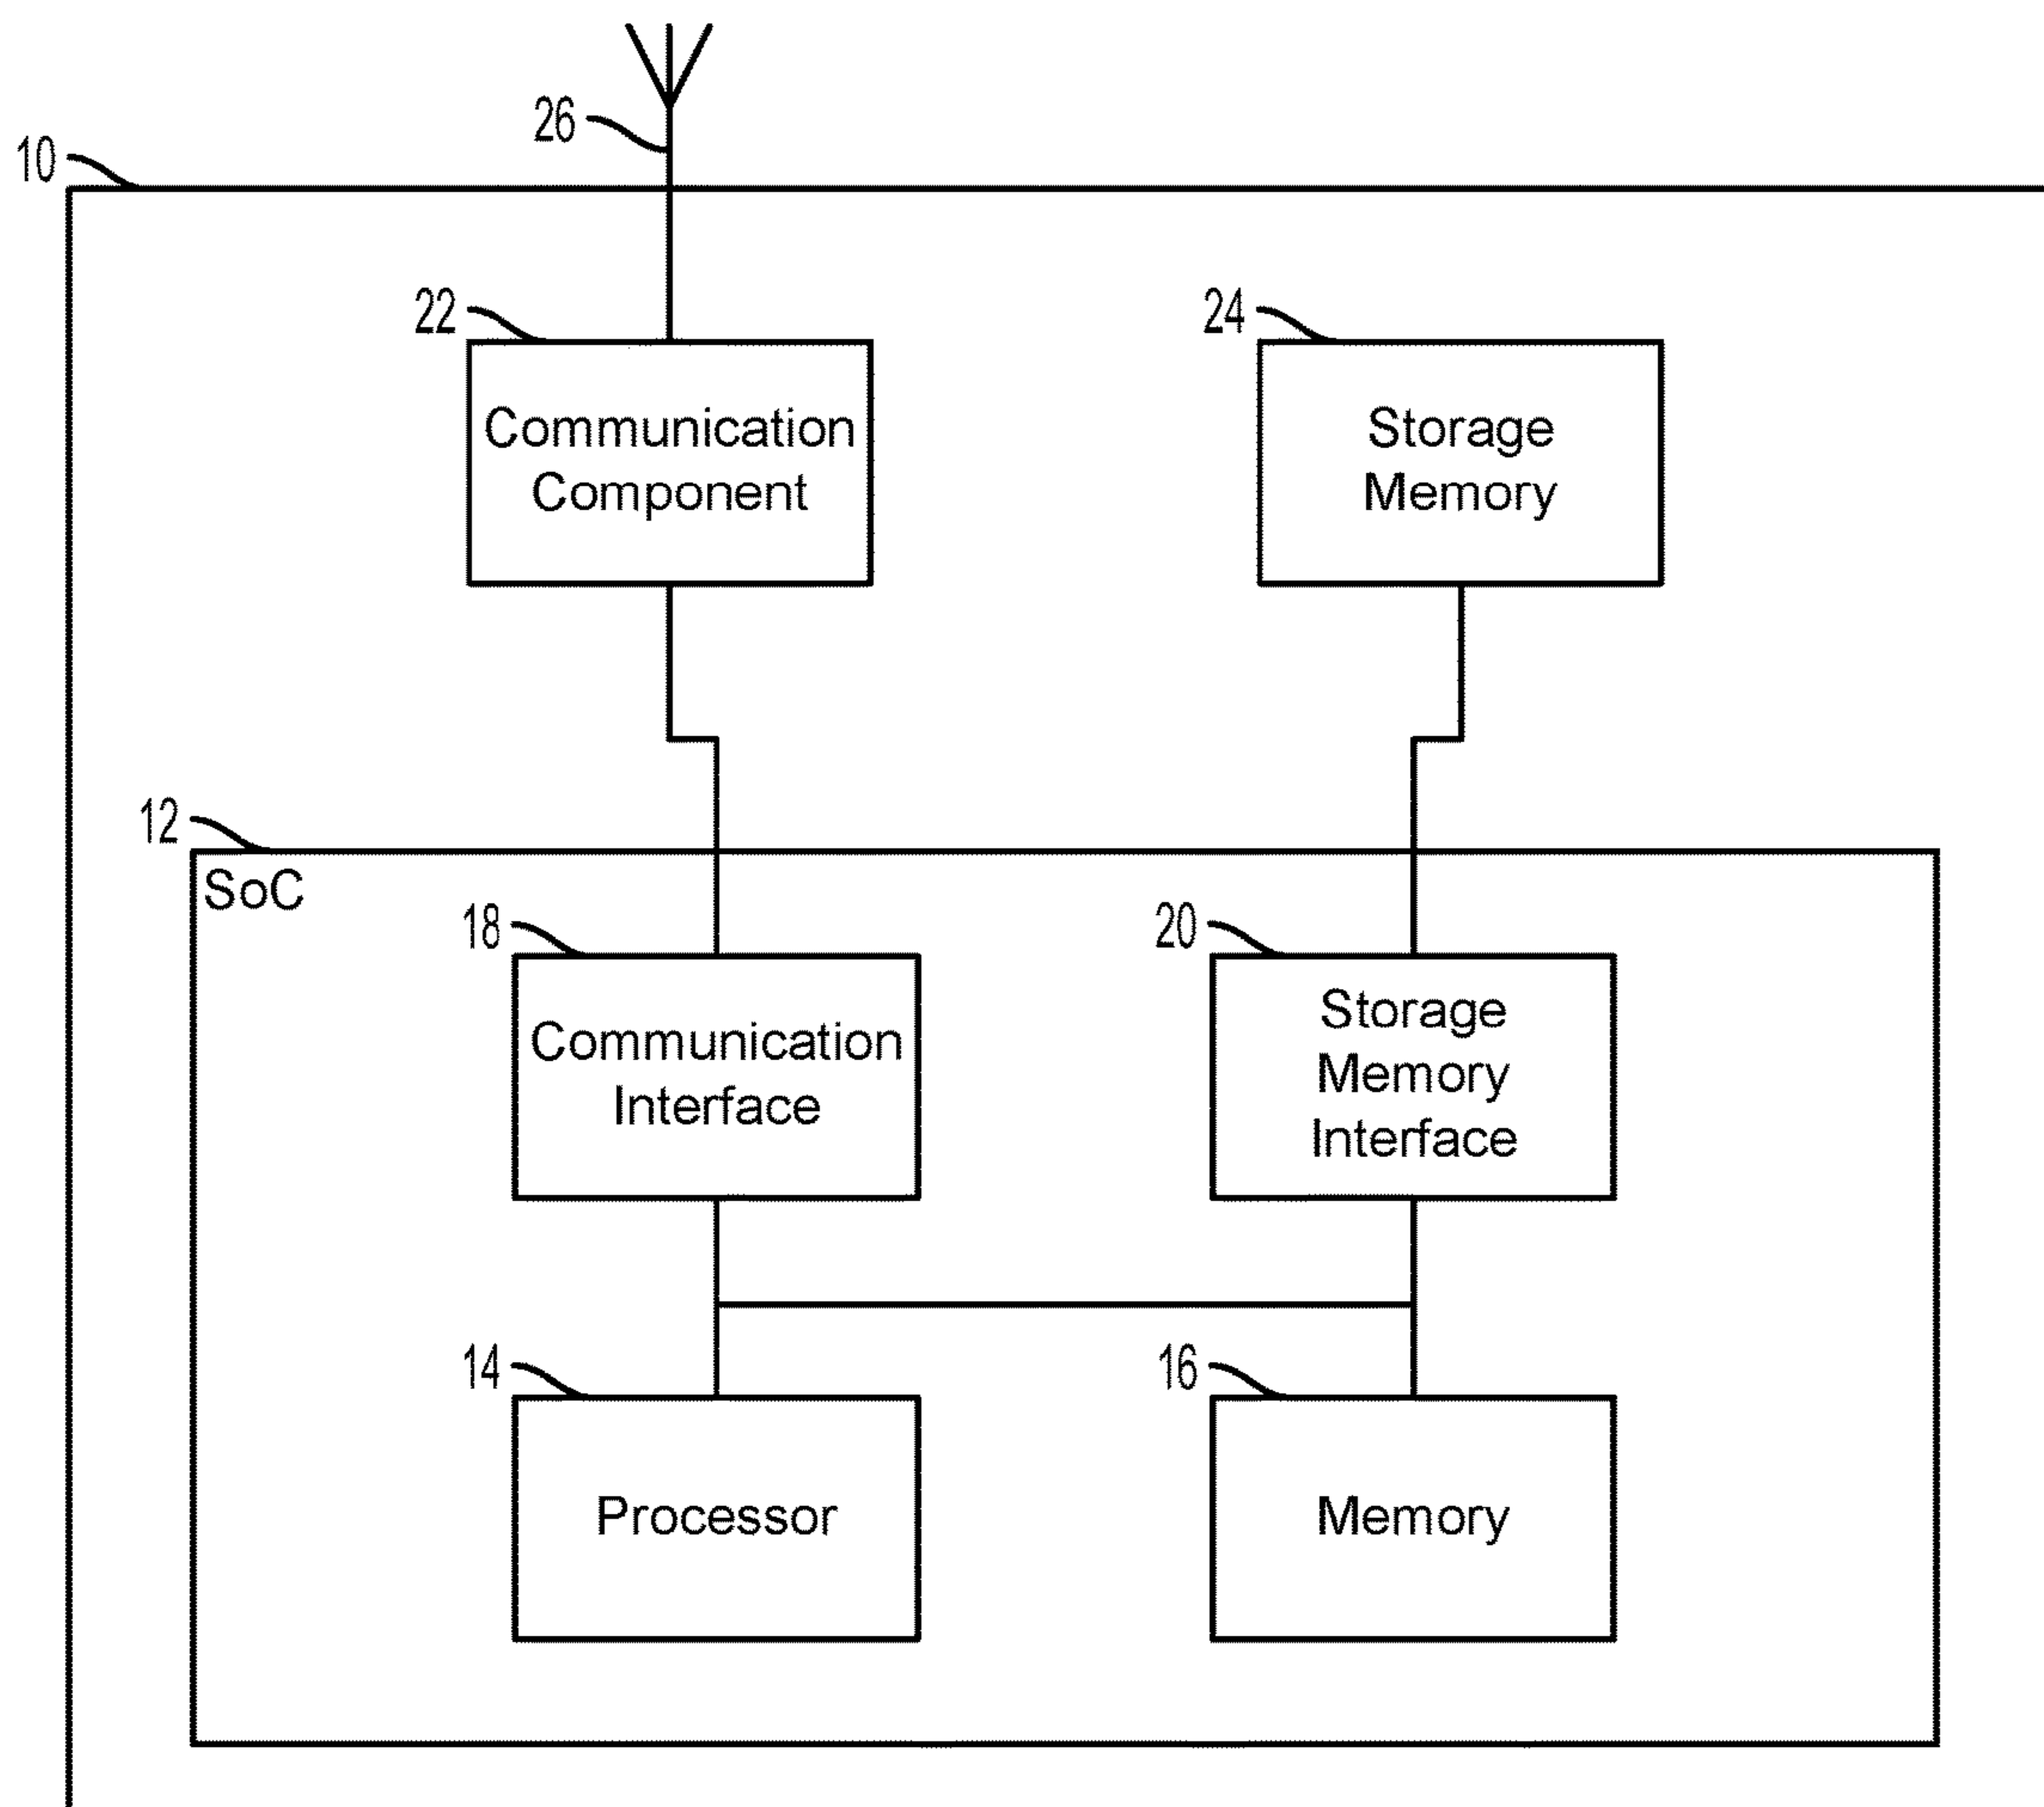 26
10
22
24
Communication
Component
Storage
Memory
12
SoC
18
20
Communication
Interface
Storage
Memory
Interface
14
16
Processor
Memory